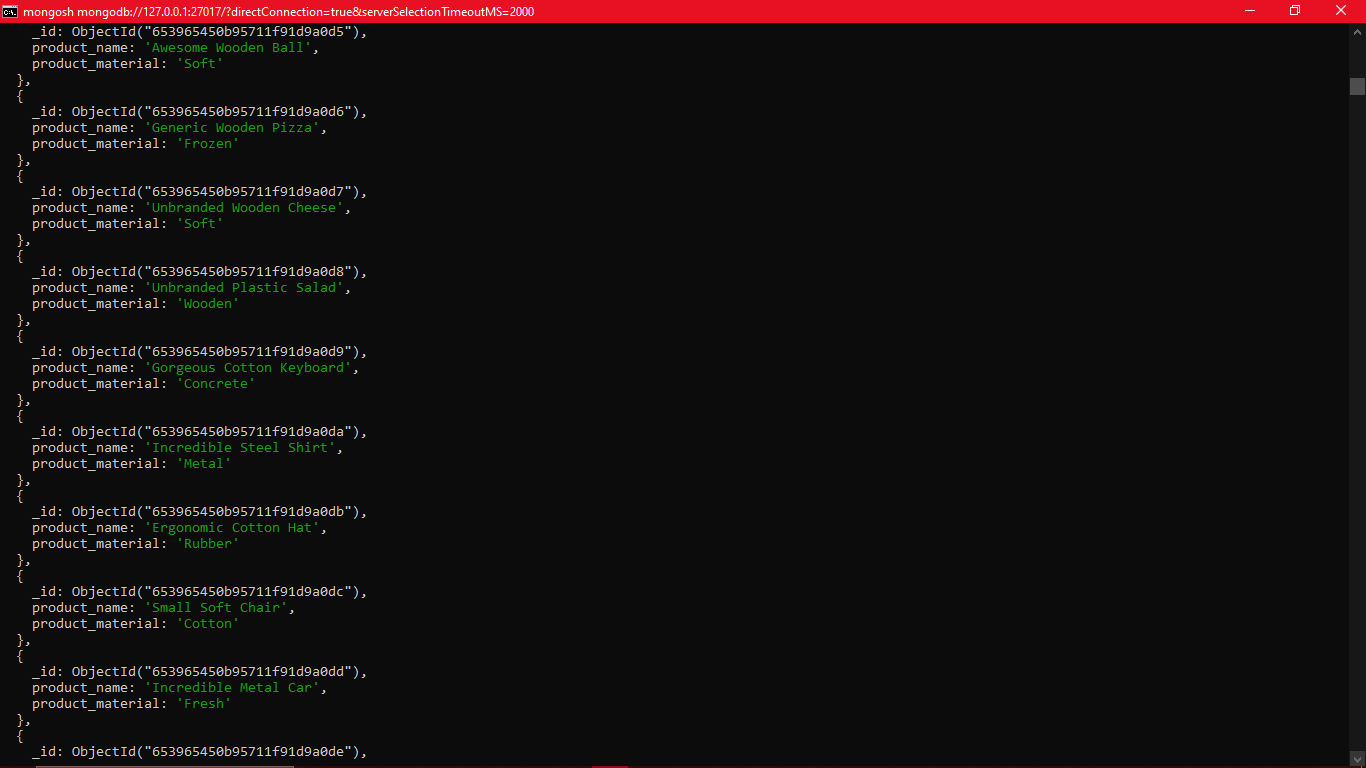 mongosh mongodb://127.0.0.1:27017/?directConnection=true&serverSelectionTimeoutMS=2000
_id: ObjectId("653965450b95711f91d9a0d5"),
product_name: 'Awesome Wooden Ball',
product_material: 'Soft'
},
{
_id: ObjectId("653965450b95711f91d9a0d6"),
product_name: 'Generic Wooden Pizza',
product_material: 'Frozen'
},
{
_id: ObjectId("653965450b95711f91d9a0d7"),
product_name: 'Unbranded Wooden Cheese',
product_material: 'Soft'
},
{
_id: ObjectId("653965450b95711f91d9a0d8"),
product_name: 'Unbranded Plastic Salad',
product_material: 'Wooden'
},
{
_id: ObjectId("653965450b95711f91d9a0d9"),
product_name: 'Gorgeous Cotton Keyboard',
product_material: 'Concrete'
},
{
_id: ObjectId("653965450b95711f91d9a0da"),
product_name: 'Incredible Steel Shirt',
product_material: 'Metal'
},
{
_id: ObjectId("653965450b95711f91d9a0db"),
product_name: 'Ergonomic Cotton Hat',
product_material: 'Rubber'
},
{
_id: ObjectId("653965450b95711f91d9a0dc"),
product_name: 'Small Soft Chair',
product_material: 'Cotton'
},
{
_id: ObjectId("653965450b95711f91d9a0dd"),
product_name: 'Incredible Metal Car',
product_material: 'Fresh'
},
{
_id: ObjectId("653965450b95711f91d9a0de"),